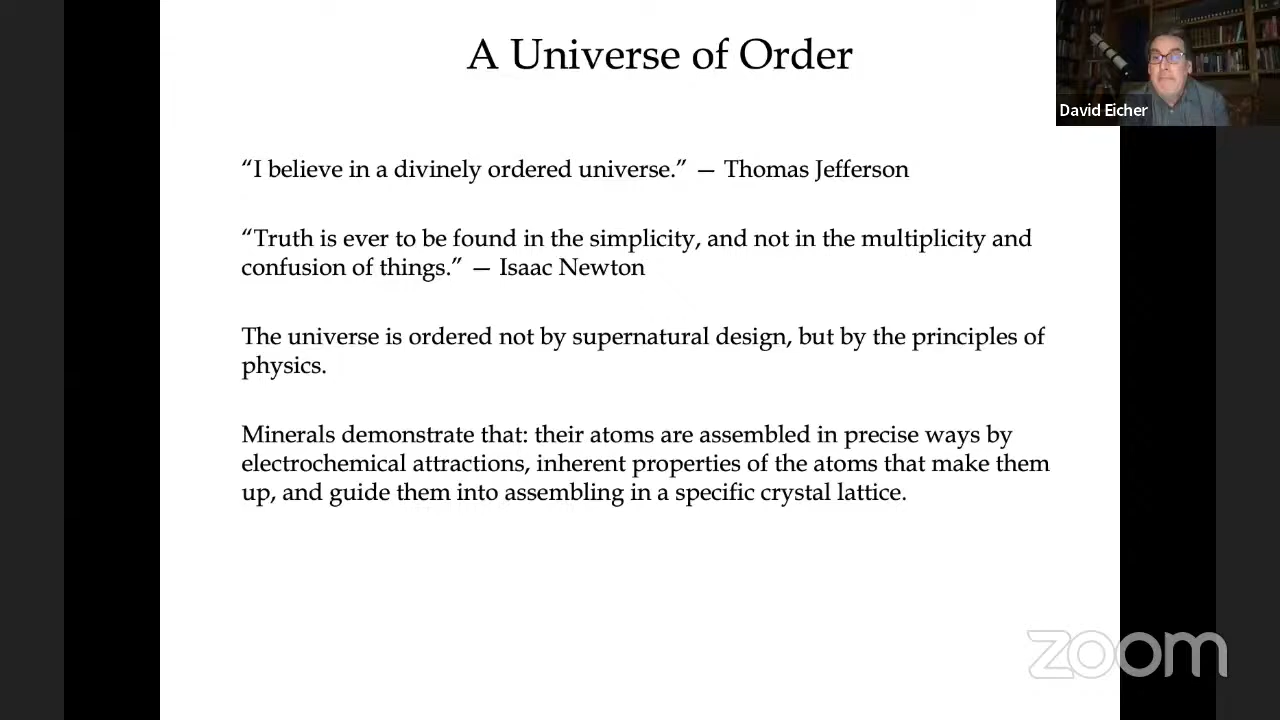 A Universe of Order
David Eicher
“I believe in a divinely ordered universe.” — Thomas Jefferson
“Truth is ever to be found in the simplicity, and not in the multiplicity and
confusion of things.” — Isaac Newton
The universe is ordered not by supernatural design, but by the principles of
physics.
Minerals demonstrate that: their atoms are assembled in precise ways by
electrochemical attractions, inherent properties of the atoms that make them
up, and guide them into assembling in a specific crystal lattice.
zoom